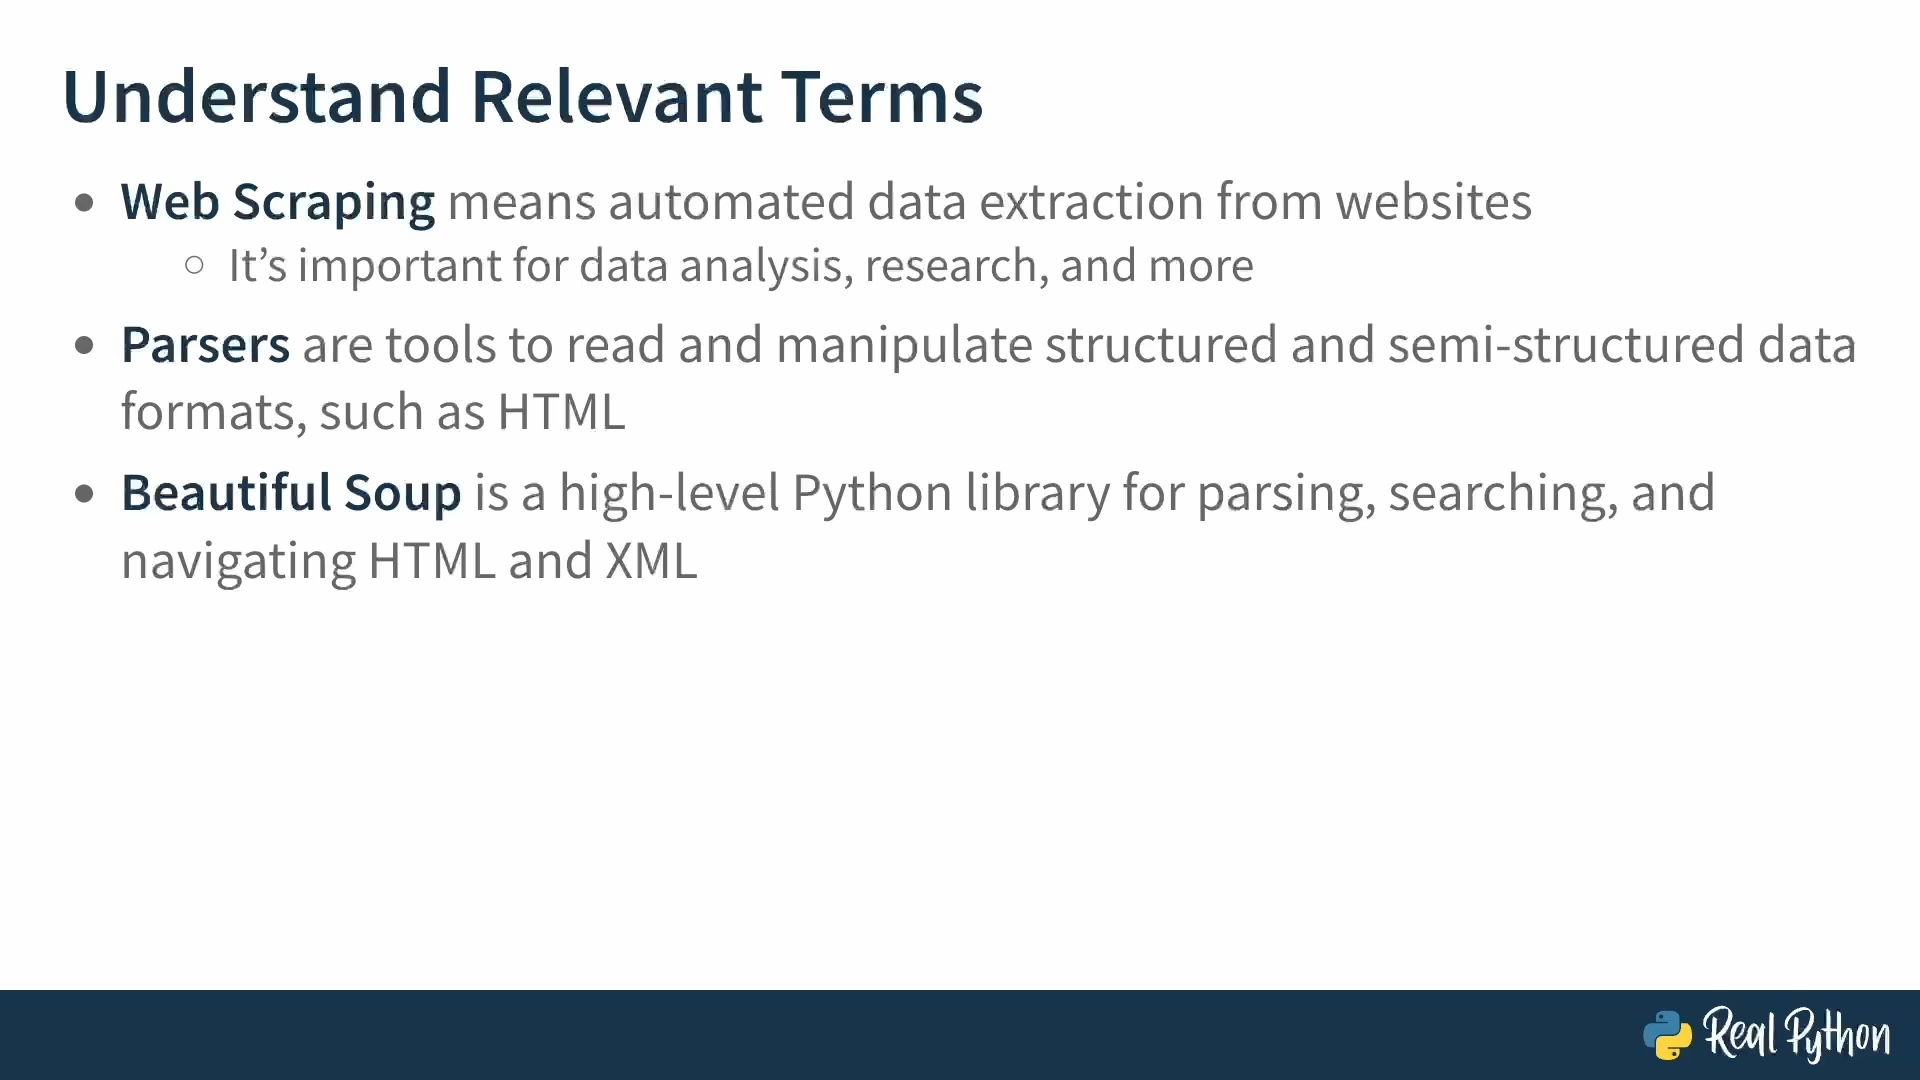 Understand Relevant Terms
• Web Scraping means automated data extraction from websites
○ It’s important for data analysis, research, and more
• Parsers are tools to read and manipulate structured and semi-structured data
formats, such as HTML
• Beautiful Soup is a high-level Python library for parsing, searching, and
navigating HTML and XML
Real Python